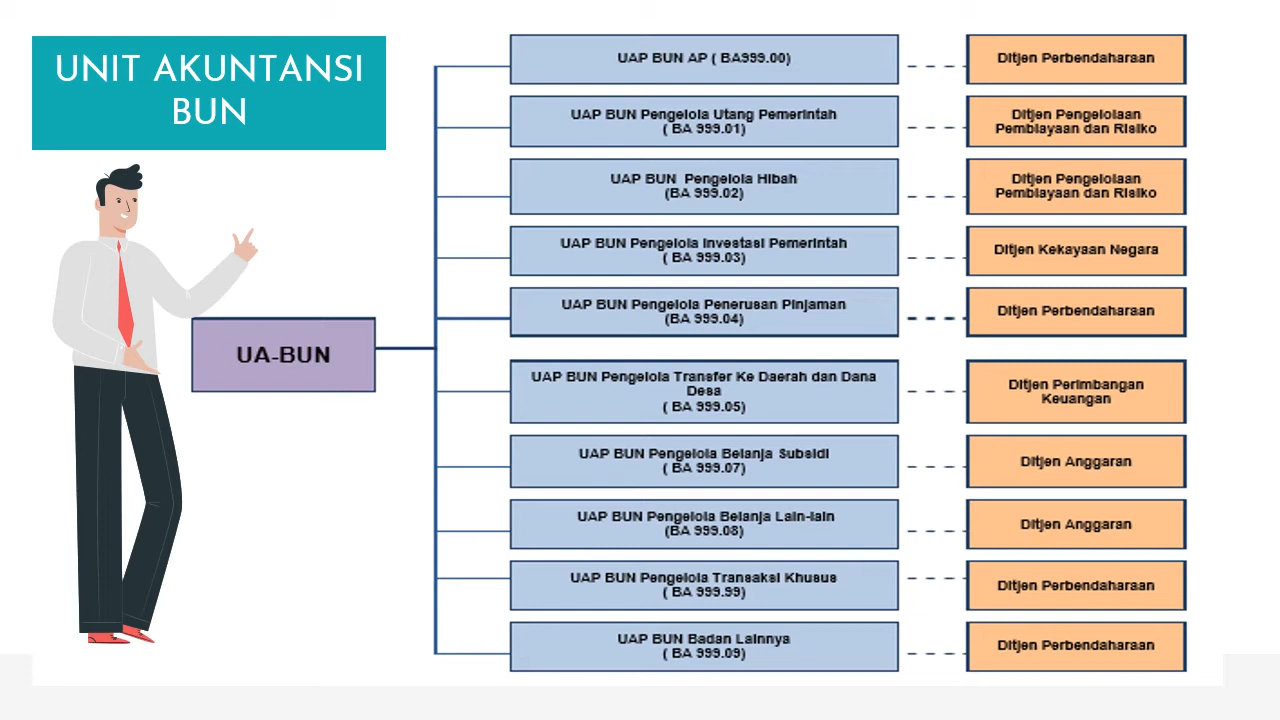 UNIT AKUNTANSI
BUN
UA-BUN
UAP BUN AP ( BA999.00)
Ditjen Perbendaharaan
UAP BUN Pengelola Utang Pemerintah
( BA 999.01)
Ditjen Pengelolaan
Pembiayaan dan Risiko
UAP BUN Pengelola Hibah
(BA 999.02)
Ditjen Pengelolaan
Pembiayaan dan Risiko
UAP BUN Pengelola Investasi Pemerintah
( BA 999.03)
Ditjen Kekayaan Negara
UAP BUN Pengelola Penerusan Pinjaman
(BA 999.04)
Ditjen Perbendaharaan
UAP BUN Pengelola Transfer Ke Daerah dan Dana
Desa
( BA 999.05)
Ditjen Perimbangan
Keuangan
UAP BUN Pengelola Belanja Subsidi
( BA 999.07)
Ditjen Anggaran
UAP BUN Pengelola Belanja Lain-lain
(BA 999.08)
Ditjen Anggaran
UAP BUN Pengelola Transaksi Khusus
( BA 999.99)
Ditjen Perbendaharaan
UAP BUN Badan Lainnya
( BA 999.09)
Ditjen Perbendaharaan